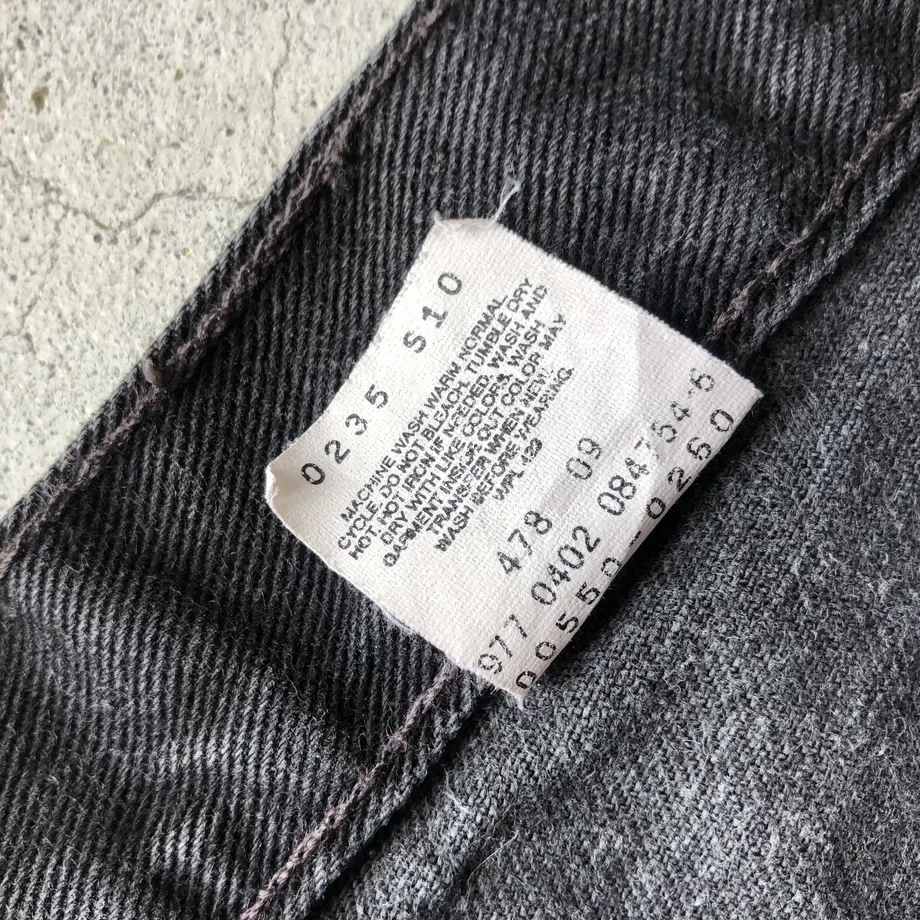 0235 S10
MACHINE WASH WARM NORMAL
CYCLE. DO NOT BLEACH. TUMBLE DRY
HOT. HOT IRON IF NEEDED. WASH AND
DRY WITH LIKE COLORS. WASH
GARMENT INSIDE OUT COLOR MAY
TRANSFER WHEN NEW.
WASH BEFORE WEARING.
WPL 423
478 09
977 0402 084754-6
00550-0260